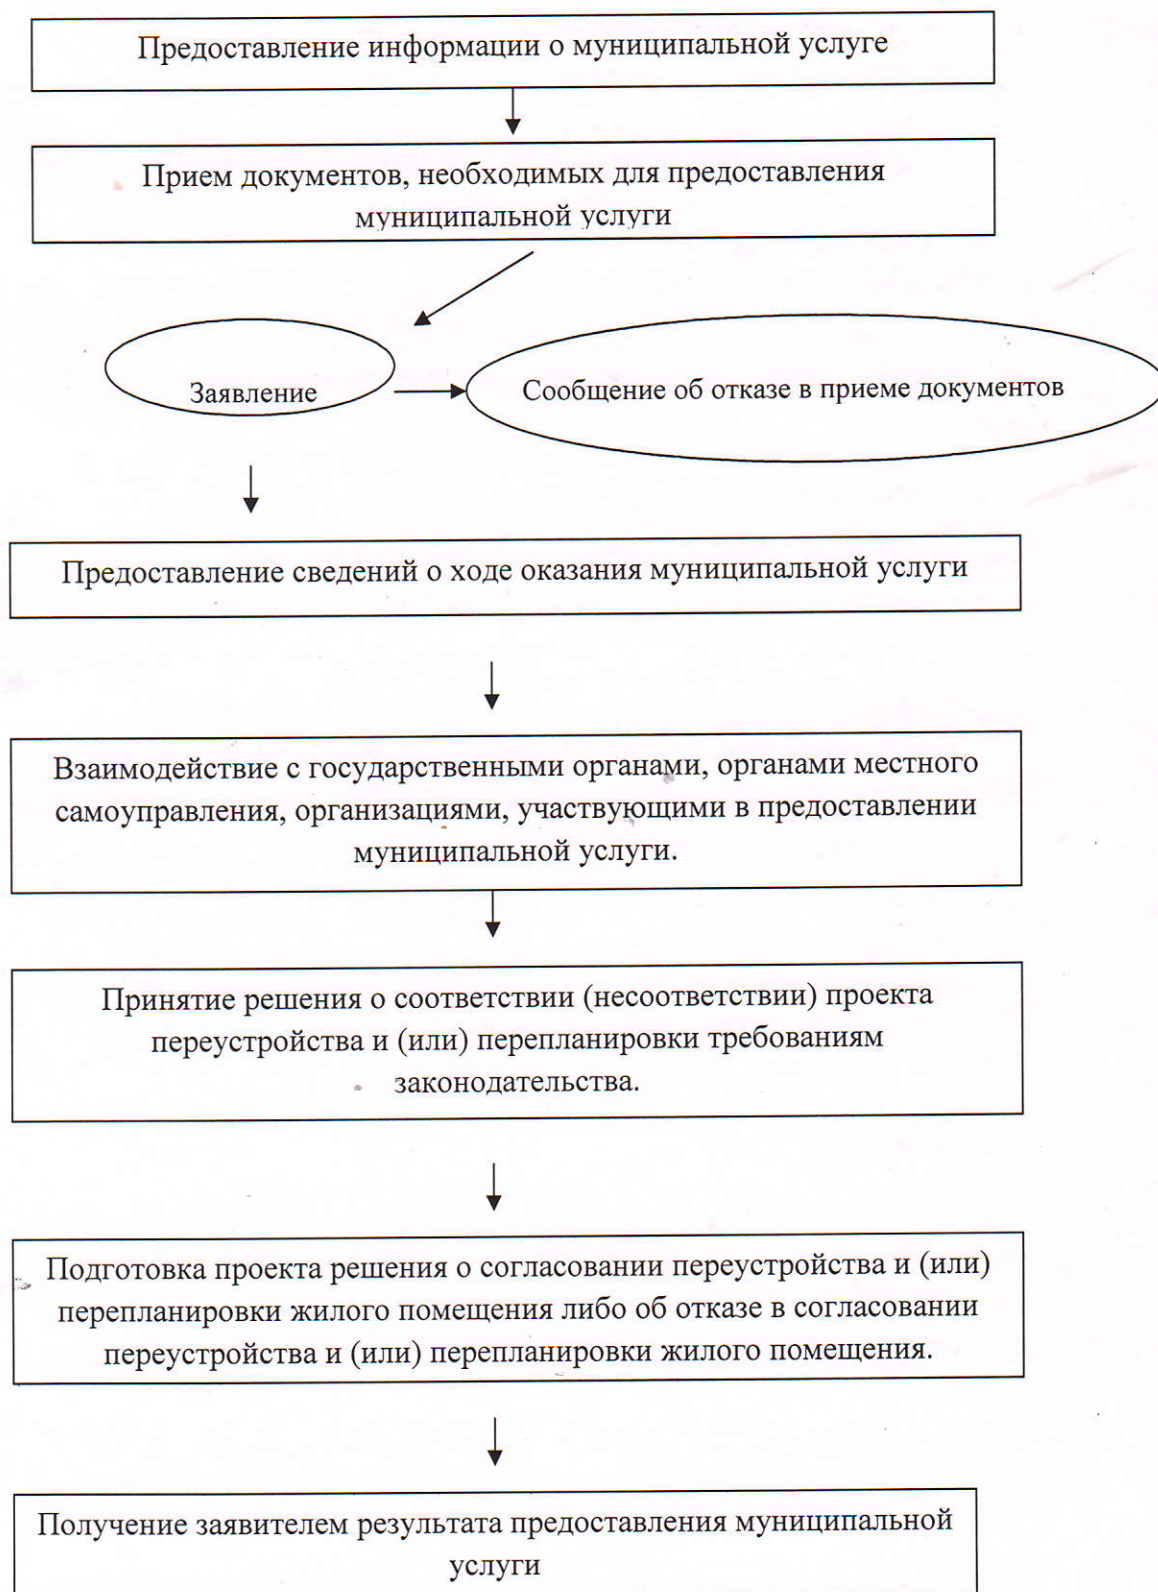 Предоставление информации о муниципальной услуге
Прием документов, необходимых для предоставления
муниципальной услуги
Заявление
Сообщение об отказе в приеме документов
Предоставление сведений о ходе оказания муниципальной услуги
Взаимодействие с государственными органами, органами местного
самоуправления, организациями, участвующими в предоставлении
муниципальной услуги.
Принятие решения о соответствии (несоответствии) проекта
переустройства и (или) перепланировки требованиям
законодательства.
Подготовка проекта решения о согласовании переустройства и (или)
перепланировки жилого помещения либо об отказе в согласовании
переустройства и (или) перепланировки жилого помещения.
Получение заявителем результата предоставления муниципальной
услуги